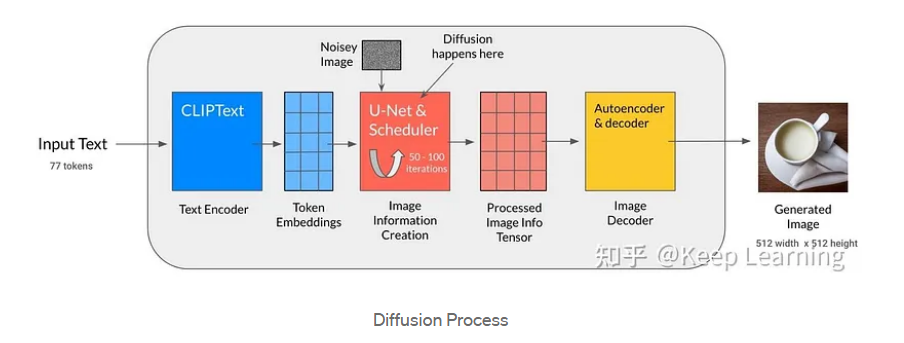 Noisey
Image
Diffusion
happens here
Input Text
77 tokens
CLIPText
Text Encoder
Token
Embeddings
U-Net &
Scheduler
50 - 100
iterations
Image
Information
Creation
Processed
Image Info
Tensor
Autoencoder
& decoder
Image
Decoder
Generated
Image
512 width x 512 height
知乎 @Keep Learning
Diffusion Process